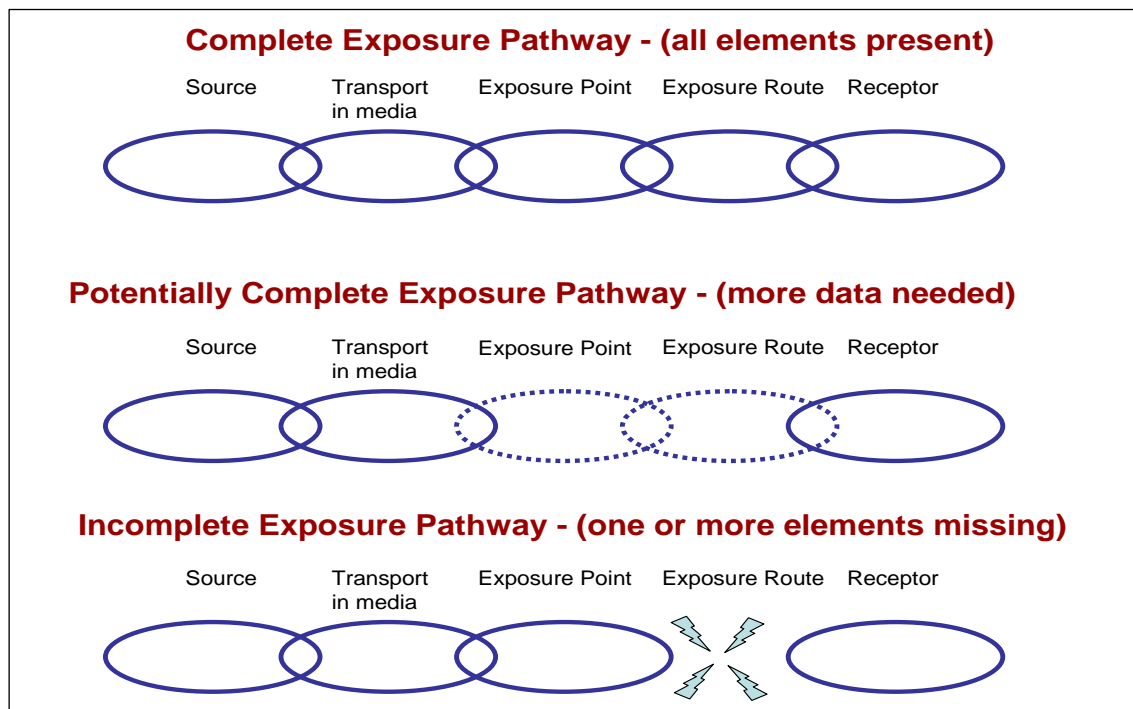 Complete Exposure Pathway - (all elements present)
Source Transport Exposure Point Exposure Route Receptor
in media
Potentially Complete Exposure Pathway - (more data needed)
Source Transport Exposure Point Exposure Route Receptor
in media
Incomplete Exposure Pathway - (one or more elements missing)
Source Transport Exposure Point Exposure Route Receptor
in media